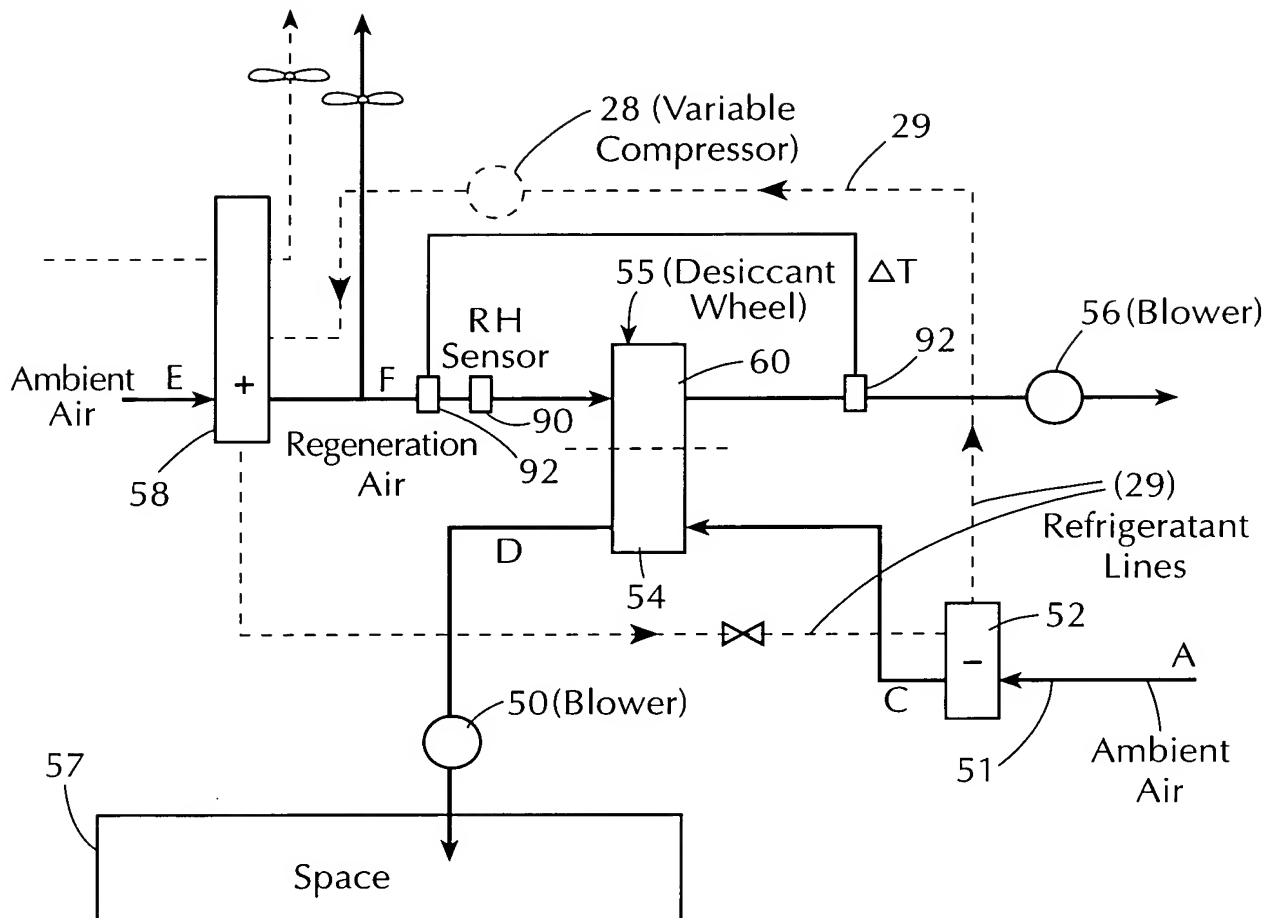 28 (Variable
Compressor)
29
55 (Desiccant
Wheel)
ΔT
56 (Blower)
RH
Sensor
60
92
Ambient
Air
E
+
F
90
Regeneration
Air
92
58
(29)
Refrigeratant
Lines
D
54
52
–
A
C
50 (Blower)
51
Ambient
Air
57
Space